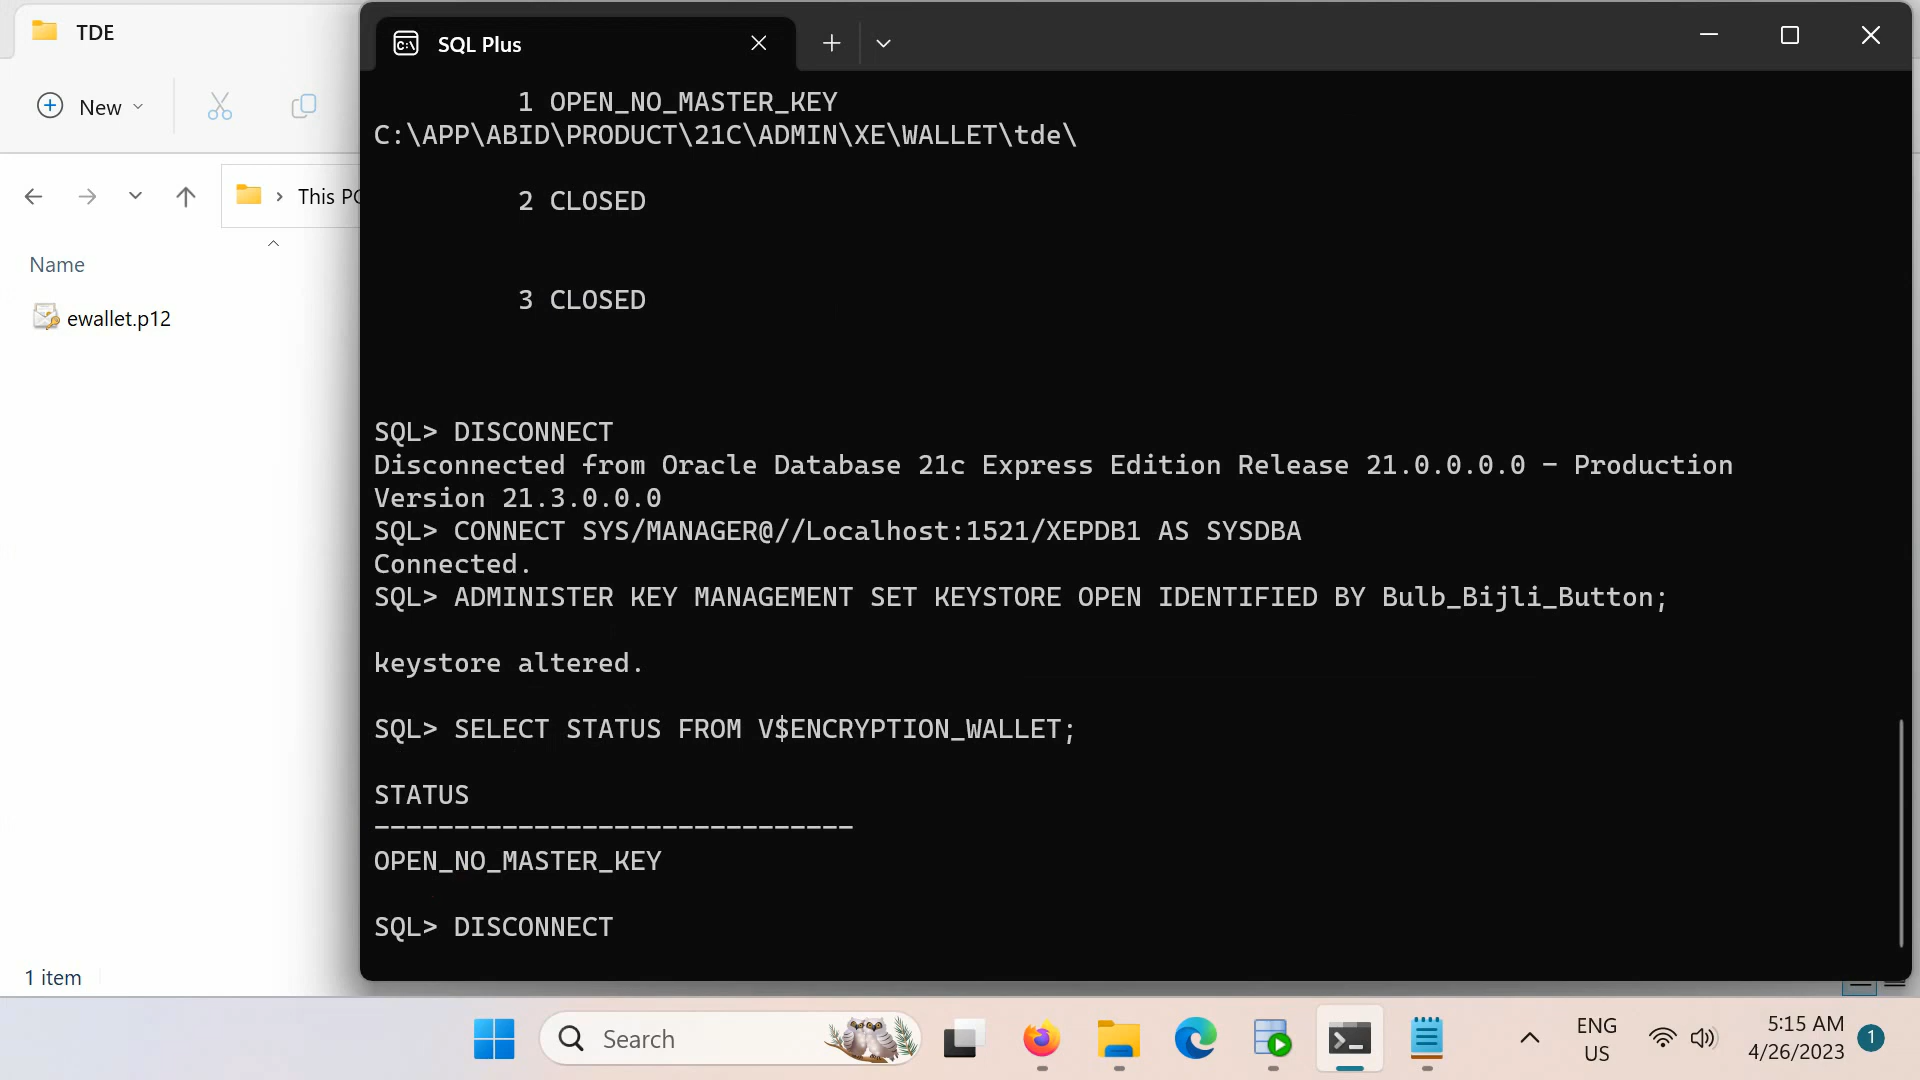 TDE
New
This PC
Name
ewallet.p12
1 item
SQL Plus
1 OPEN_NO_MASTER_KEY
C:\APP\ABID\PRODUCT\21C\ADMIN\XE\WALLET\tde\
2 CLOSED
3 CLOSED
SQL> DISCONNECT
Disconnected from Oracle Database 21c Express Edition Release 21.0.0.0.0 - Production
Version 21.3.0.0.0
SQL> CONNECT SYS/MANAGER@//Localhost:1521/XEPDB1 AS SYSDBA
Connected.
SQL> ADMINISTER KEY MANAGEMENT SET KEYSTORE OPEN IDENTIFIED BY Bulb_Bijli_Button;
keystore altered.
SQL> SELECT STATUS FROM V$ENCRYPTION_WALLET;
STATUS
------------------------------
OPEN_NO_MASTER_KEY
SQL> DISCONNECT
Search
ENG
US
5:15 AM
4/26/2023
1